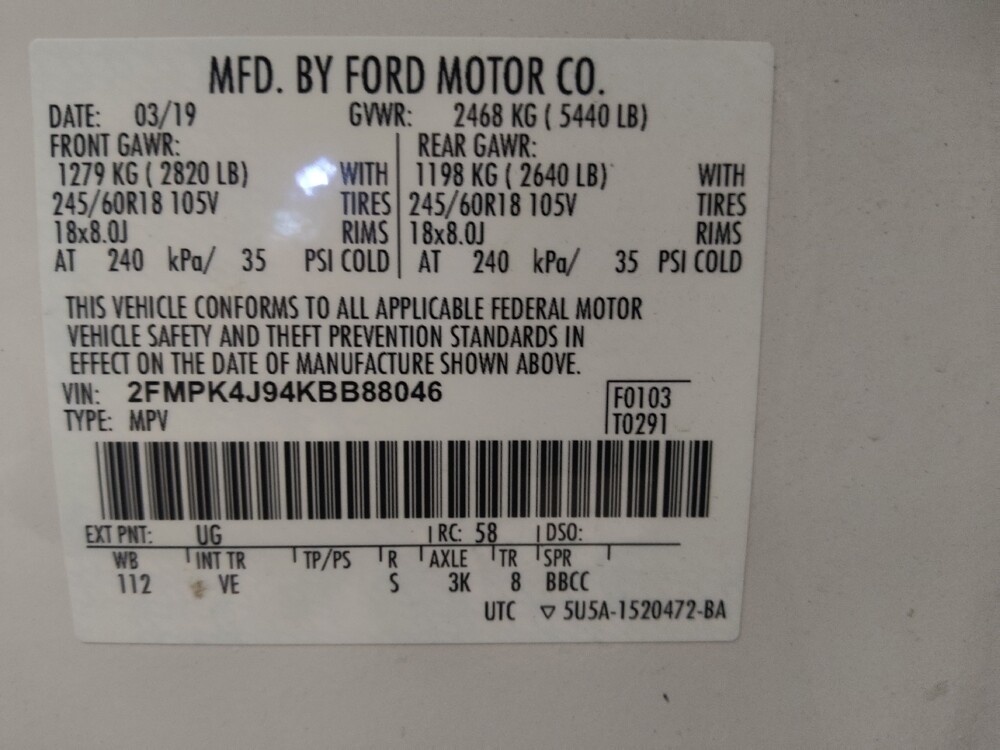 MFD. BY FORD MOTOR CO.
DATE: 03/19 GVWR: 2468 KG ( 5440 LB)
FRONT GAWR: REAR GAWR:
1279 KG ( 2820 LB) WITH 1198 KG ( 2640 LB) WITH
245/60R18 105V TIRES 245/60R18 105V TIRES
18x8.0J RIMS 18x8.0J RIMS
AT 240 kPa/ 35 PSI COLD AT 240 kPa/ 35 PSI COLD
THIS VEHICLE CONFORMS TO ALL APPLICABLE FEDERAL MOTOR
VEHICLE SAFETY AND THEFT PREVENTION STANDARDS IN
EFFECT ON THE DATE OF MANUFACTURE SHOWN ABOVE.
VIN: 2FMPK4J94KBB88046 F0103
TYPE: MPV T0291
EXT PNT: UG RC: 58 DSO:
WB INT TR TP/PS R AXLE TR SPR
112 VE S 3K 8 BBCC
UTC ▽ 5U5A-1520472-BA